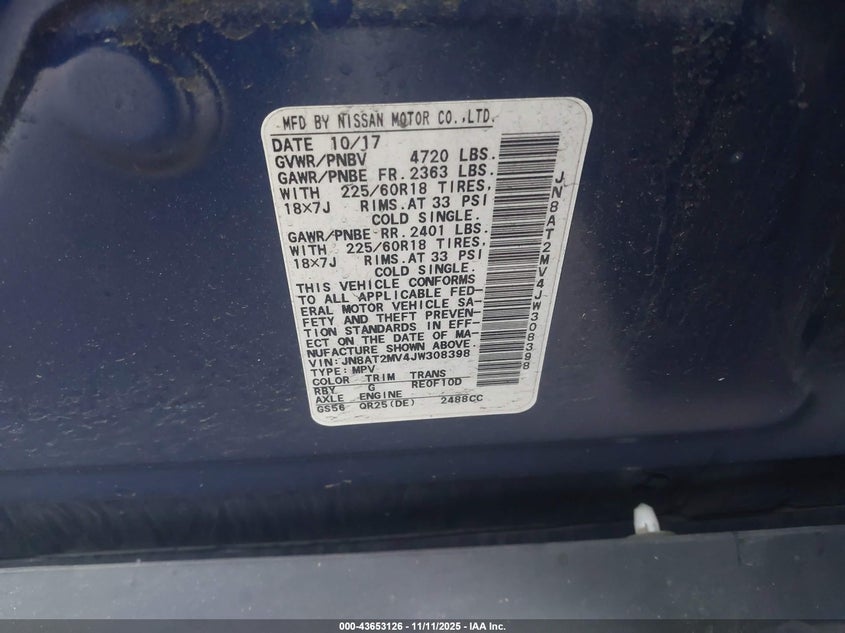 MFD BY NISSAN MOTOR CO.,LTD.
DATE 10/17
GVWR/PNBV 4720 LBS.
GAWR/PNBE FR. 2363 LBS.
WITH 225/60R18 TIRES,
18×7J RIMS. AT 33 PSI
COLD SINGLE.
GAWR/PNBE RR. 2401 LBS.
WITH 225/60R18 TIRES,
18×7J RIMS. AT 33 PSI
COLD SINGLE.
THIS VEHICLE CONFORMS
TO ALL APPLICABLE FED-
ERAL MOTOR VEHICLE SA-
FETY AND THEFT PREVEN-
TION STANDARDS IN EFF-
ECT ON THE DATE OF MA-
NUFACTURE SHOWN ABOVE.
VIN: JN8AT2MV4JW308398
TYPE: MPV
COLOR TRIM TRANS
RBY G RE0F10D
AXLE ENGINE
GS56 QR25(DE) 2488CC
JN8AT2MV4JW308398
000-43653126 - 11/11/2025 - IAA Inc.